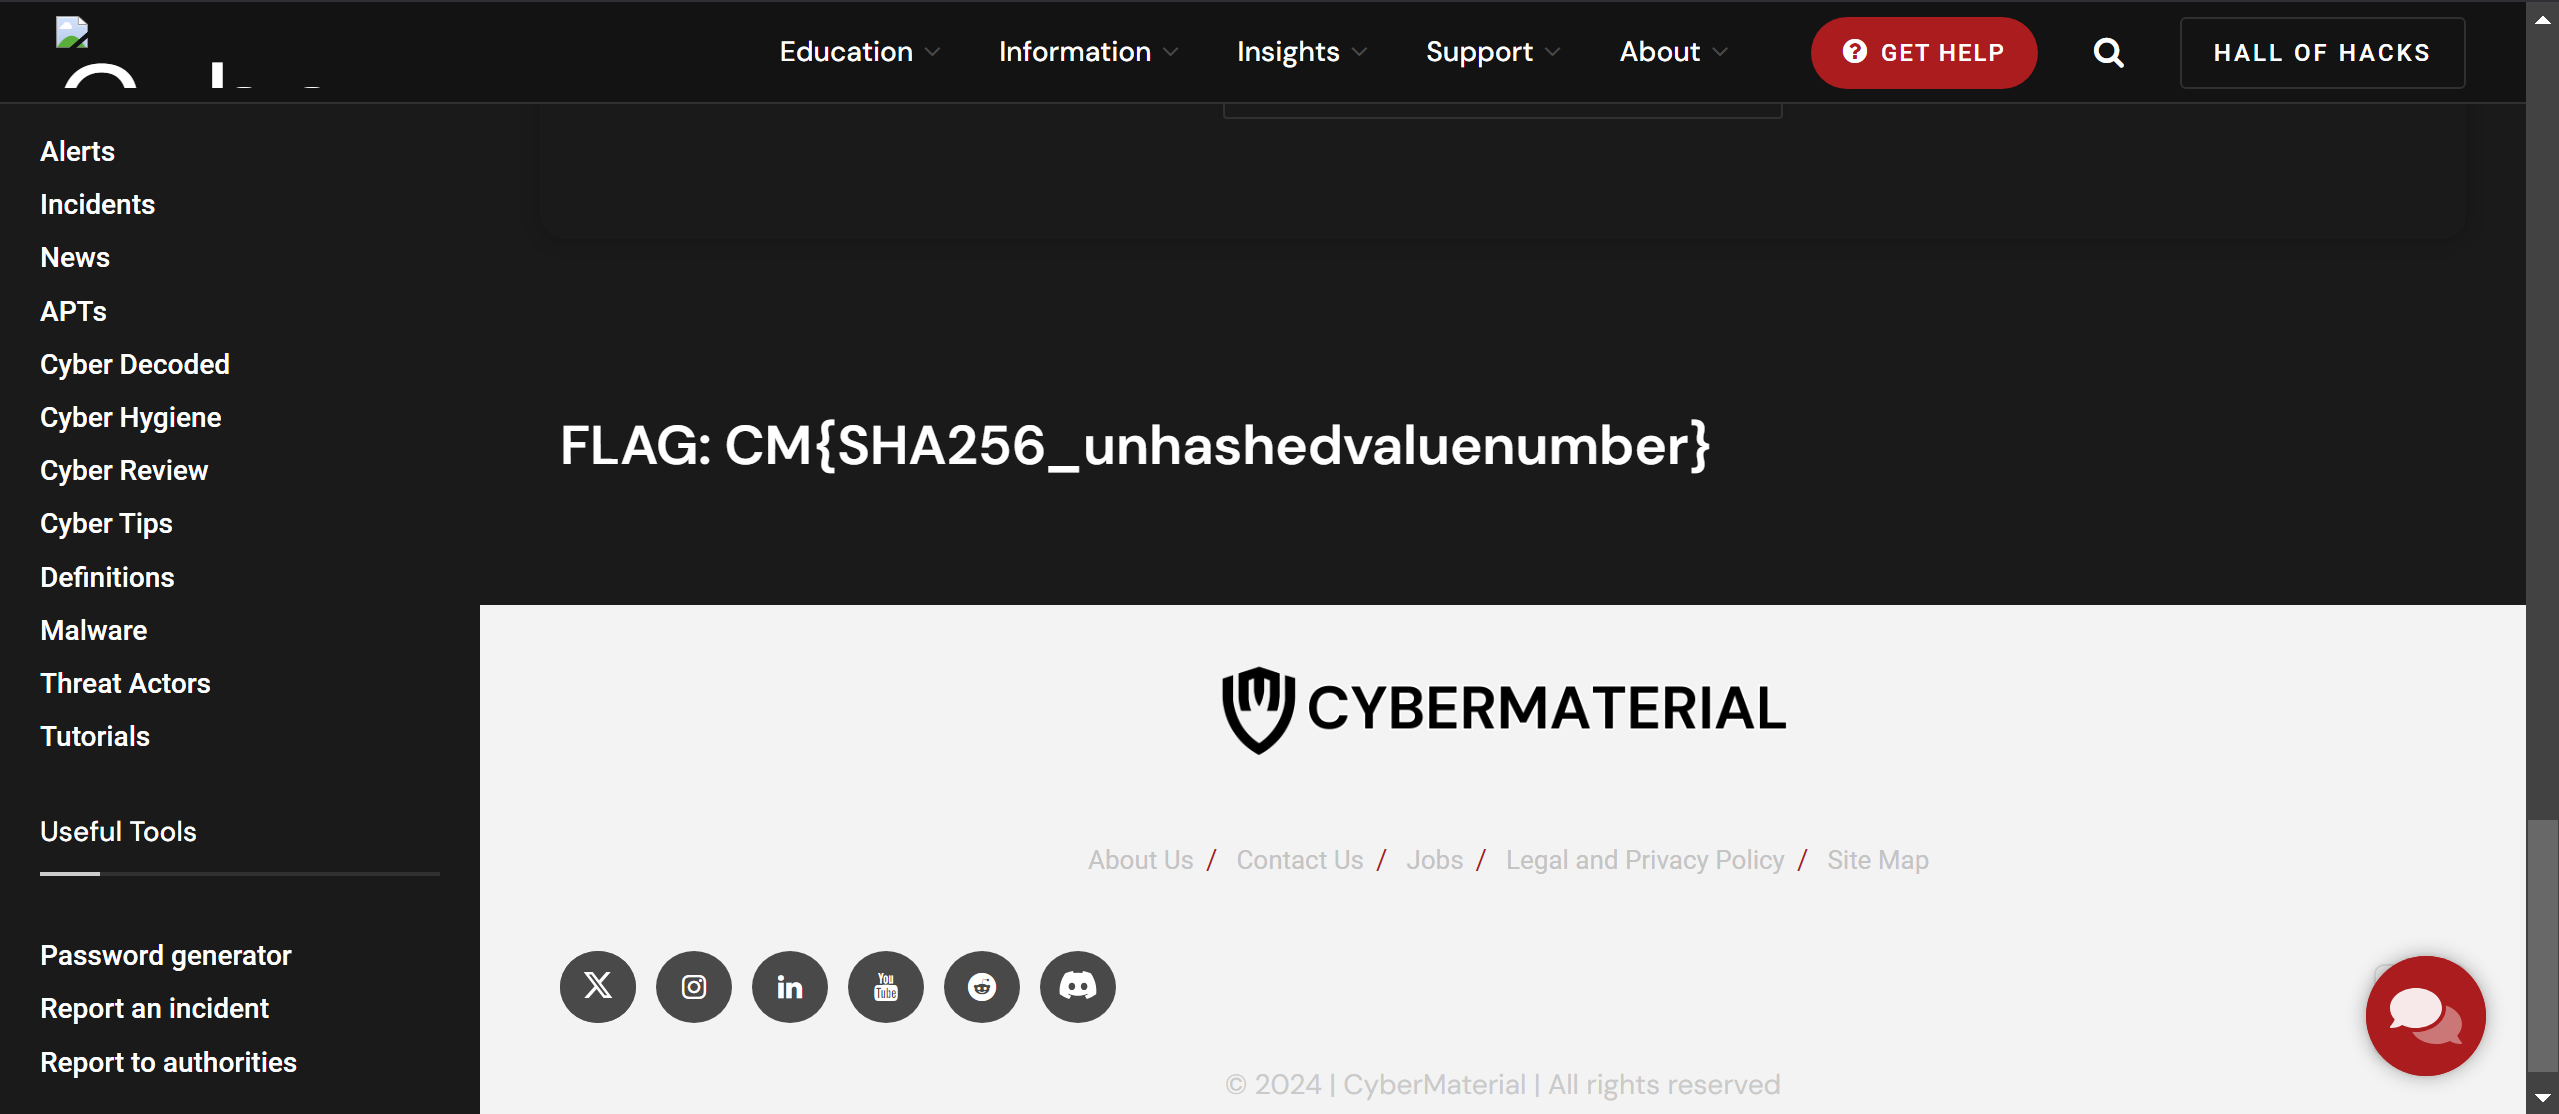 Education
Information
Insights
Support
About
GET HELP
HALL OF HACKS
Alerts
Incidents
News
APTs
Cyber Decoded
Cyber Hygiene
Cyber Review
Cyber Tips
Definitions
Malware
Threat Actors
Tutorials
Useful Tools
Password generator
Report an incident
Report to authorities
FLAG: CM{SHA256_unhashedvaluenumber}
CYBERMATERIAL
About Us / Contact Us / Jobs / Legal and Privacy Policy / Site Map
You
Tube
© 2024 | CyberMaterial | All rights reserved